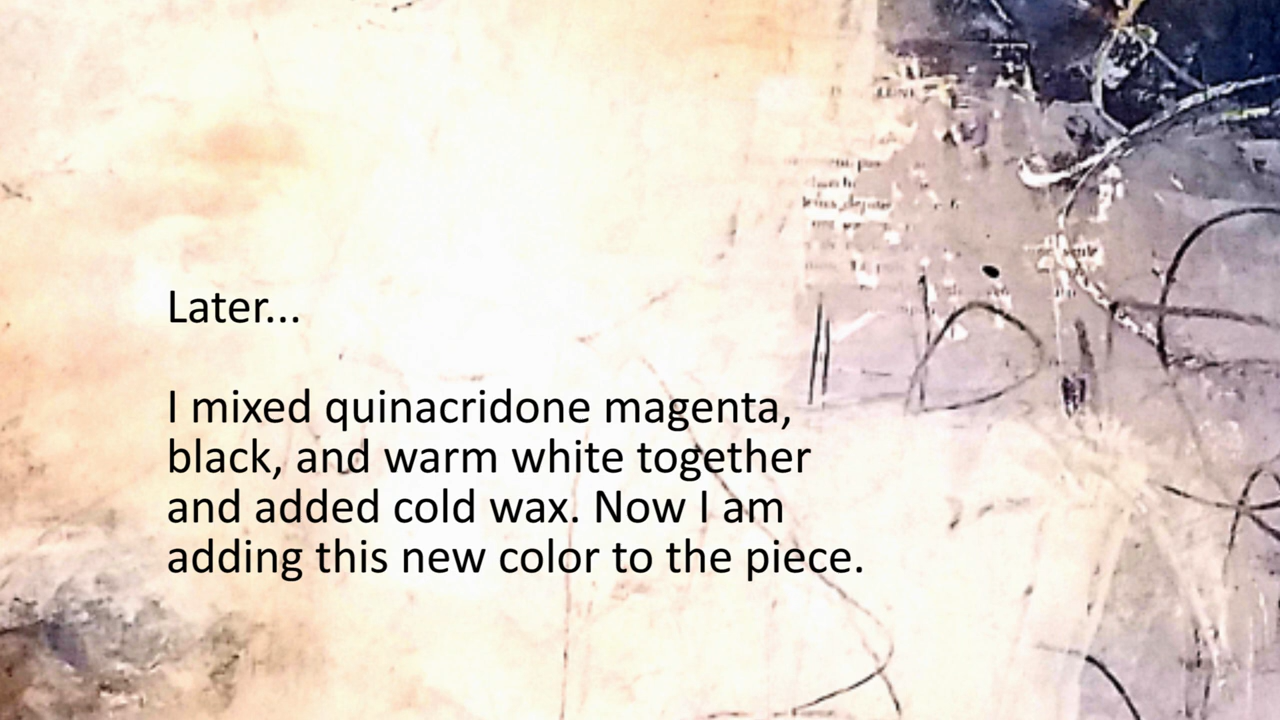 Later...
I mixed quinacridone magenta,
black, and warm white together
and added cold wax. Now I am
adding this new color to the piece.